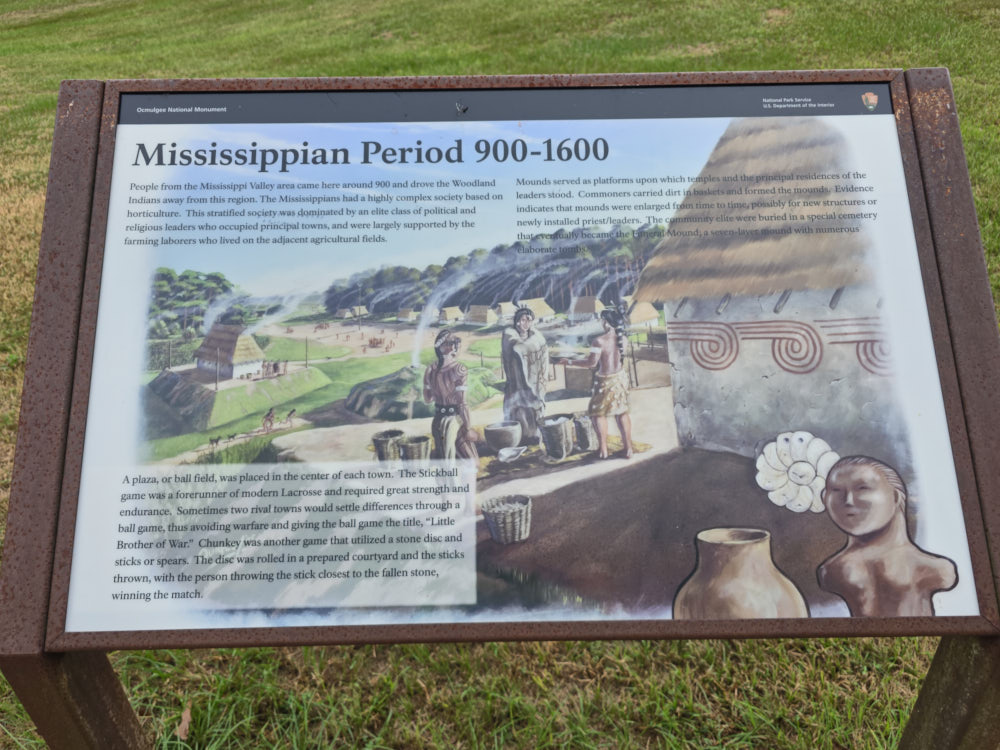 Ocmulgee National Monument
National Park Service
U.S. Department of the Interior
Mississippian Period 900-1600
People from the Mississippi Valley area came here around 900 and drove the Woodland
Indians away from this region. The Mississippians had a highly complex society based on
horticulture. This stratified society was dominated by an elite class of political and
religious leaders who occupied principal towns, and were largely supported by the
farming laborers who lived on the adjacent agricultural fields.
Mounds served as platforms upon which temples and the principal residences of the
leaders stood. Commoners carried dirt in baskets and formed the mounds. Evidence
indicates that mounds were enlarged from time to time, possibly for new structures or
newly installed priest/leaders. The community elite were buried in a special cemetery
that eventually became the Funeral Mound; a seven-layer mound with numerous
elaborate tombs.
A plaza, or ball field, was placed in the center of each town. The Stickball
game was a forerunner of modern Lacrosse and required great strength and
endurance. Sometimes two rival towns would settle differences through a
ball game, thus avoiding warfare and giving the ball game the title, “Little
Brother of War.” Chunkey was another game that utilized a stone disc and
sticks or spears. The disc was rolled in a prepared courtyard and the sticks
thrown, with the person throwing the stick closest to the fallen stone,
winning the match.